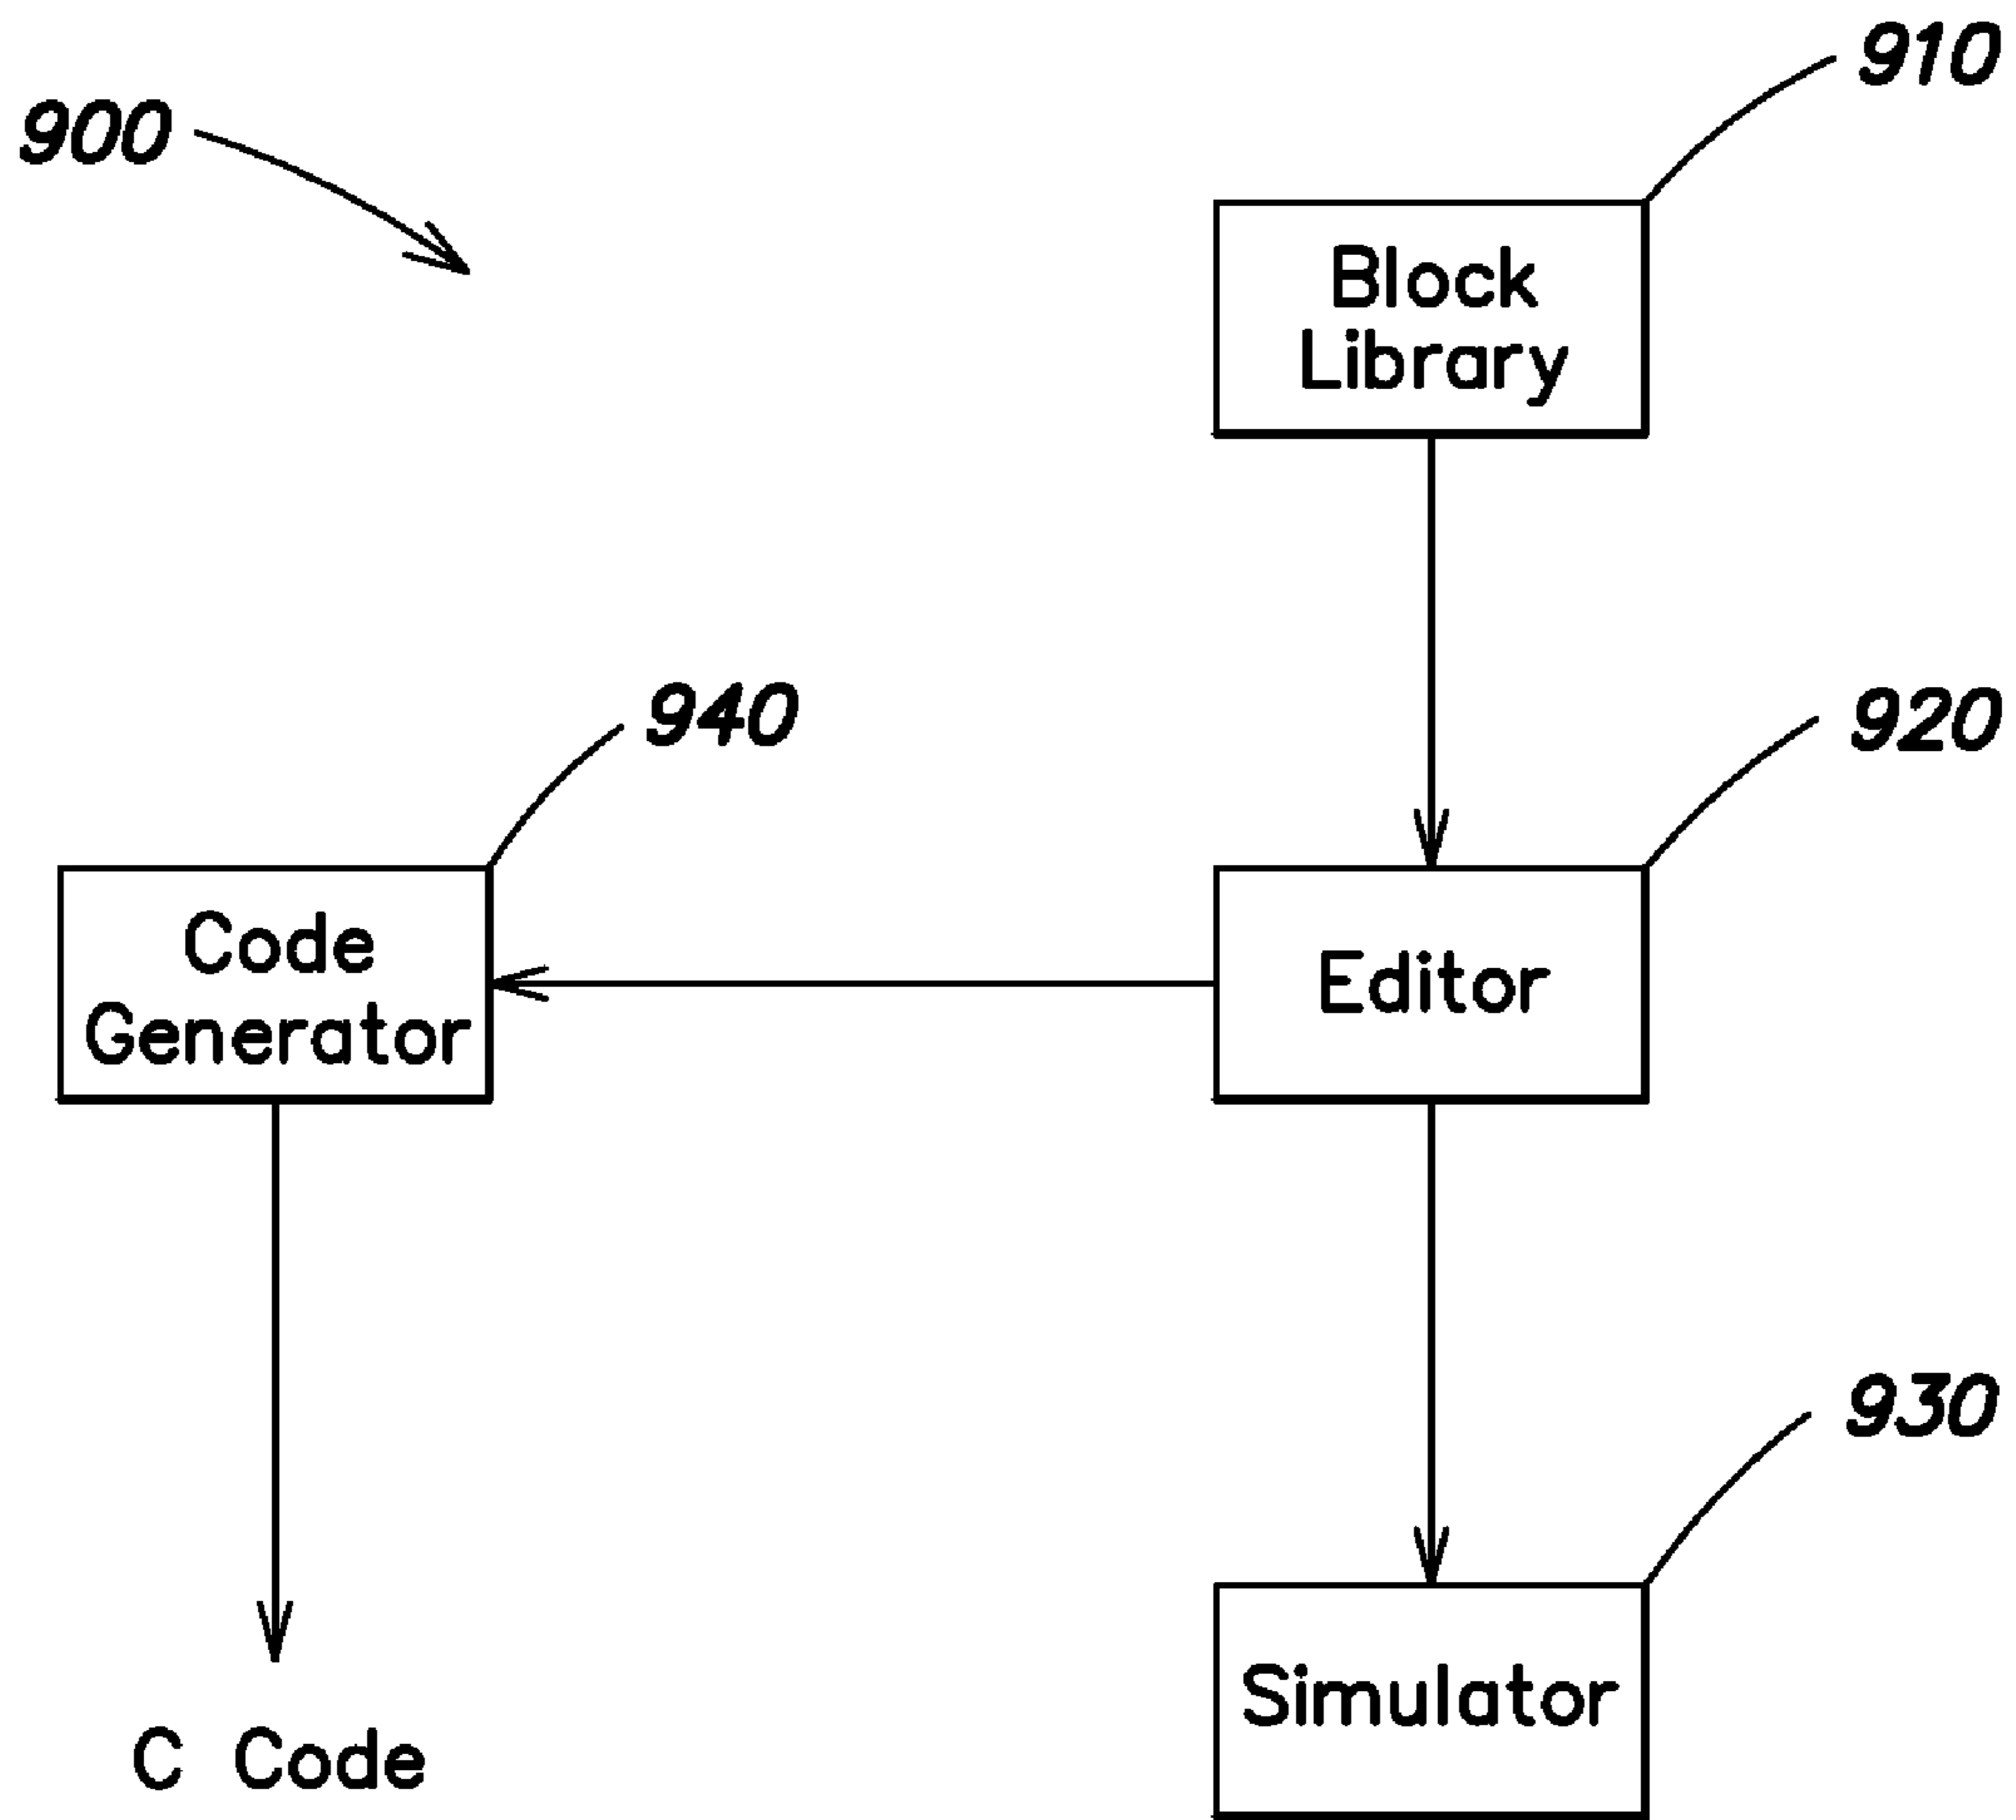 910
900
Block
Library
940
920
Code
Generator
Editor
930
Simulator
C Code